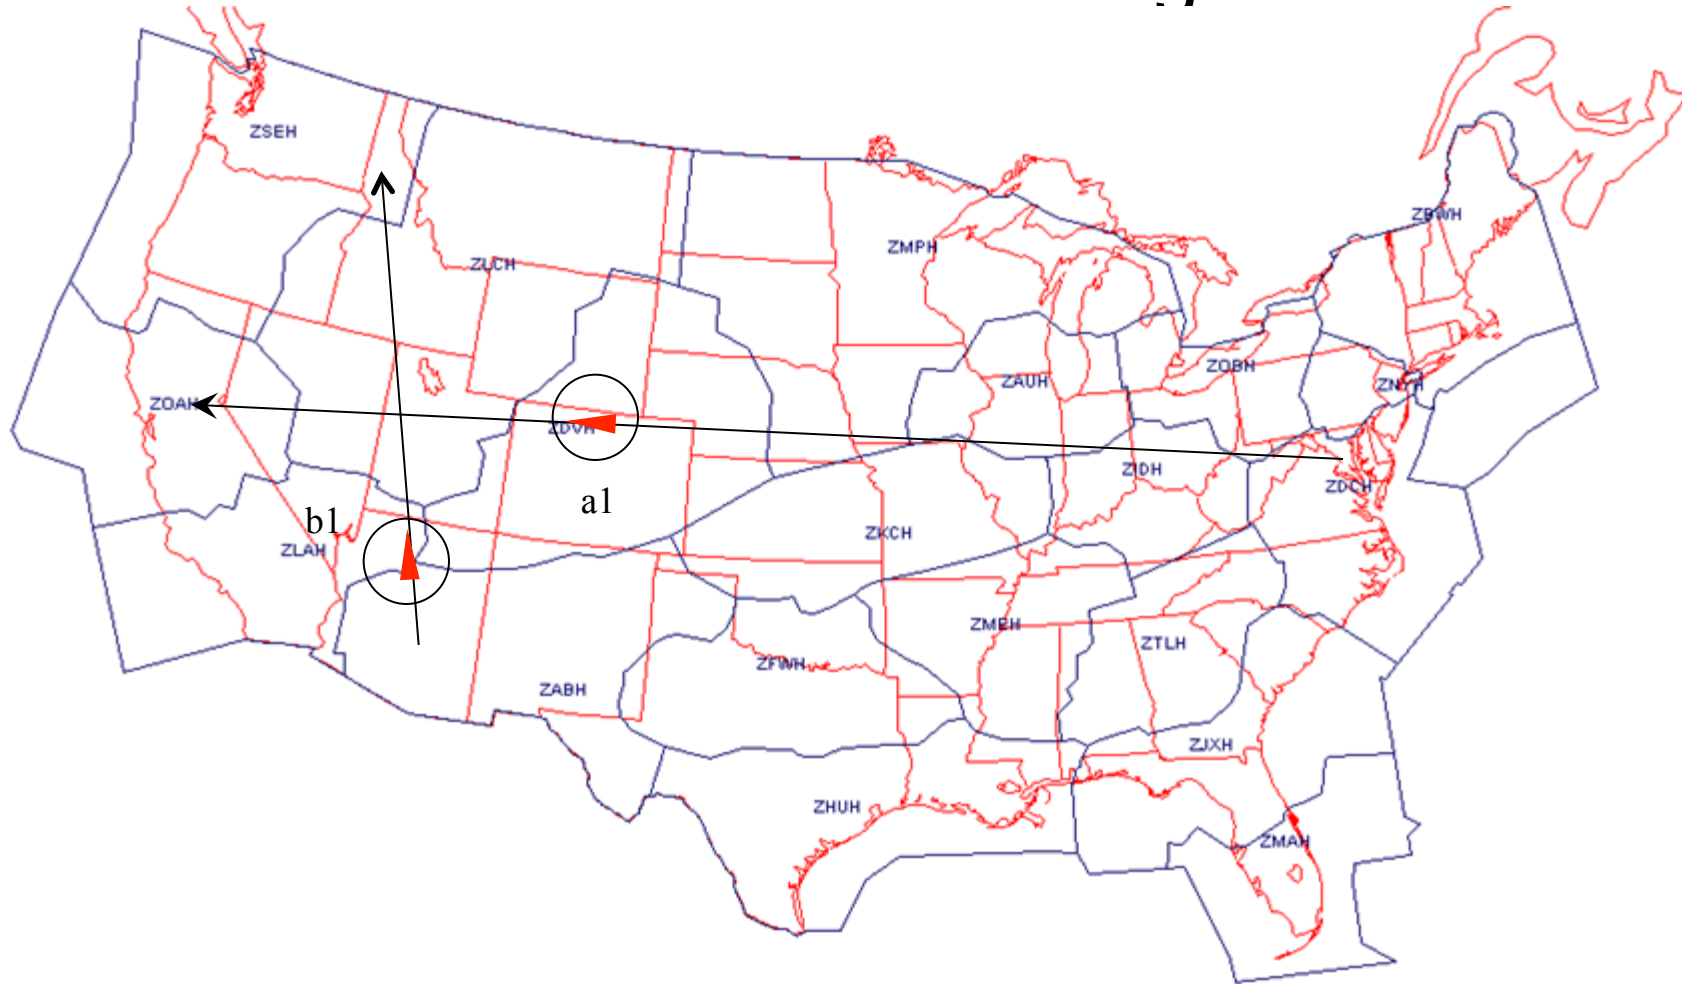 ZSEH
ZBWH
ZMPH
ZLCH
ZOBH
ZAUH
ZNYH
ZOAH
ZDVH
ZIDH
ZDCH
a1
b1
ZKCH
ZLAH
ZMEH
ZTLH
ZFWH
ZABH
ZJXH
ZHUH
ZMAH